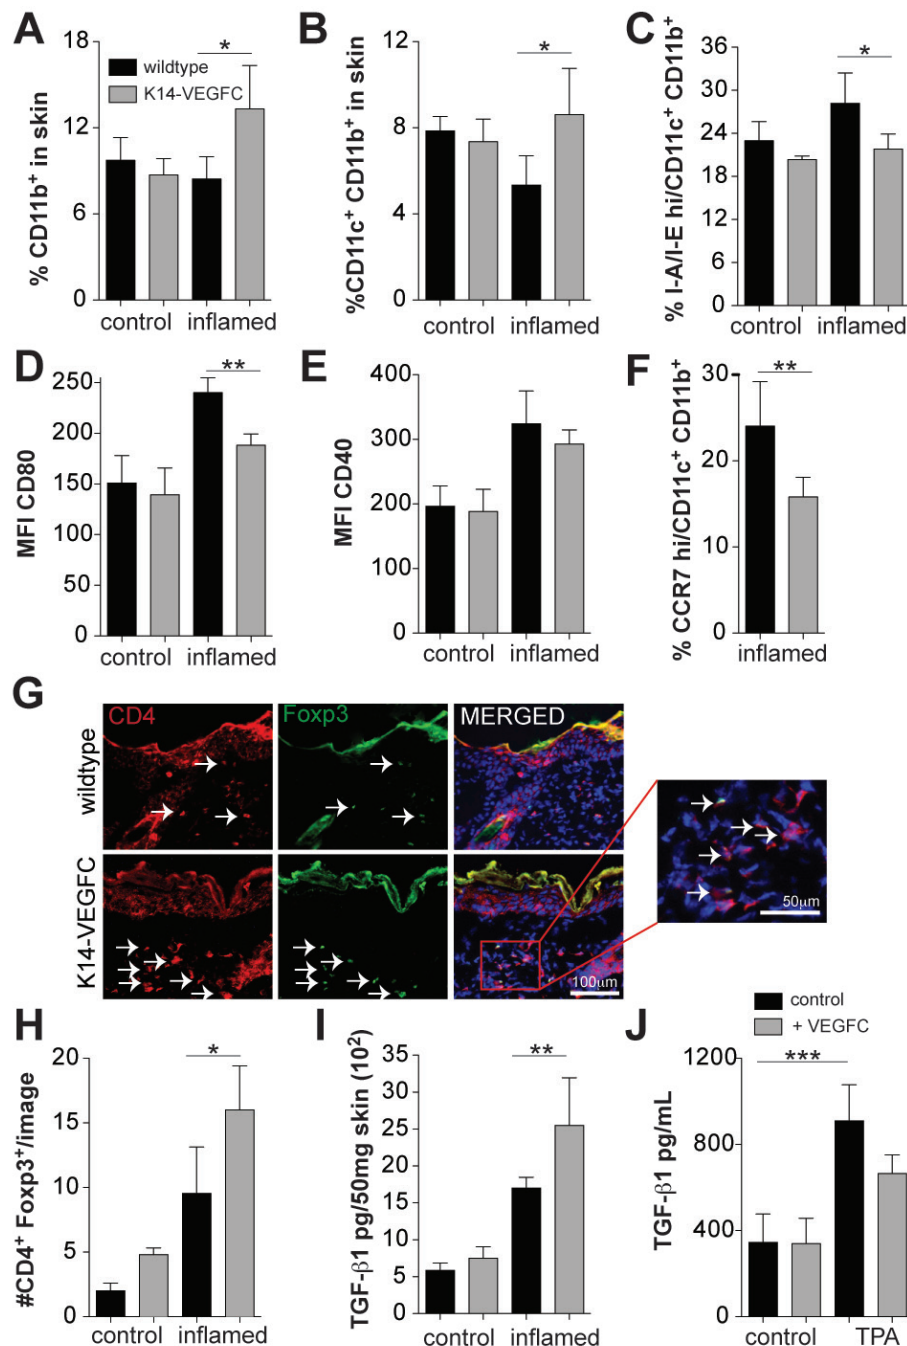 A
% CD11b+ in skin
18
12
6
0
wildtype
K14-VEGFC
*
control
inflamed
B
%CD11c+ CD11b+ in skin
12
8
4
0
*
control
inflamed
C
% I-A/I-E hi/CD11c+ CD11b+
36
30
24
18
12
6
0
*
control
inflamed
D
MFI CD80
250
200
150
100
50
0
**
control
inflamed
E
MFI CD40
400
300
200
100
0
control
inflamed
F
% CCR7 hi/CD11c+ CD11b+
30
20
10
0
**
inflamed
G
CD4
Foxp3
MERGED
wildtype
K14-VEGFC
100µm
50µm
H
#CD4+ Foxp3+/image
20
15
10
5
0
*
control
inflamed
I
TGF-β1 pg/50mg skin (10²)
35
30
25
20
15
10
5
0
**
control
inflamed
J
control
+ VEGFC
TGF-β1 pg/mL
1200
800
400
0
***
control
TPA